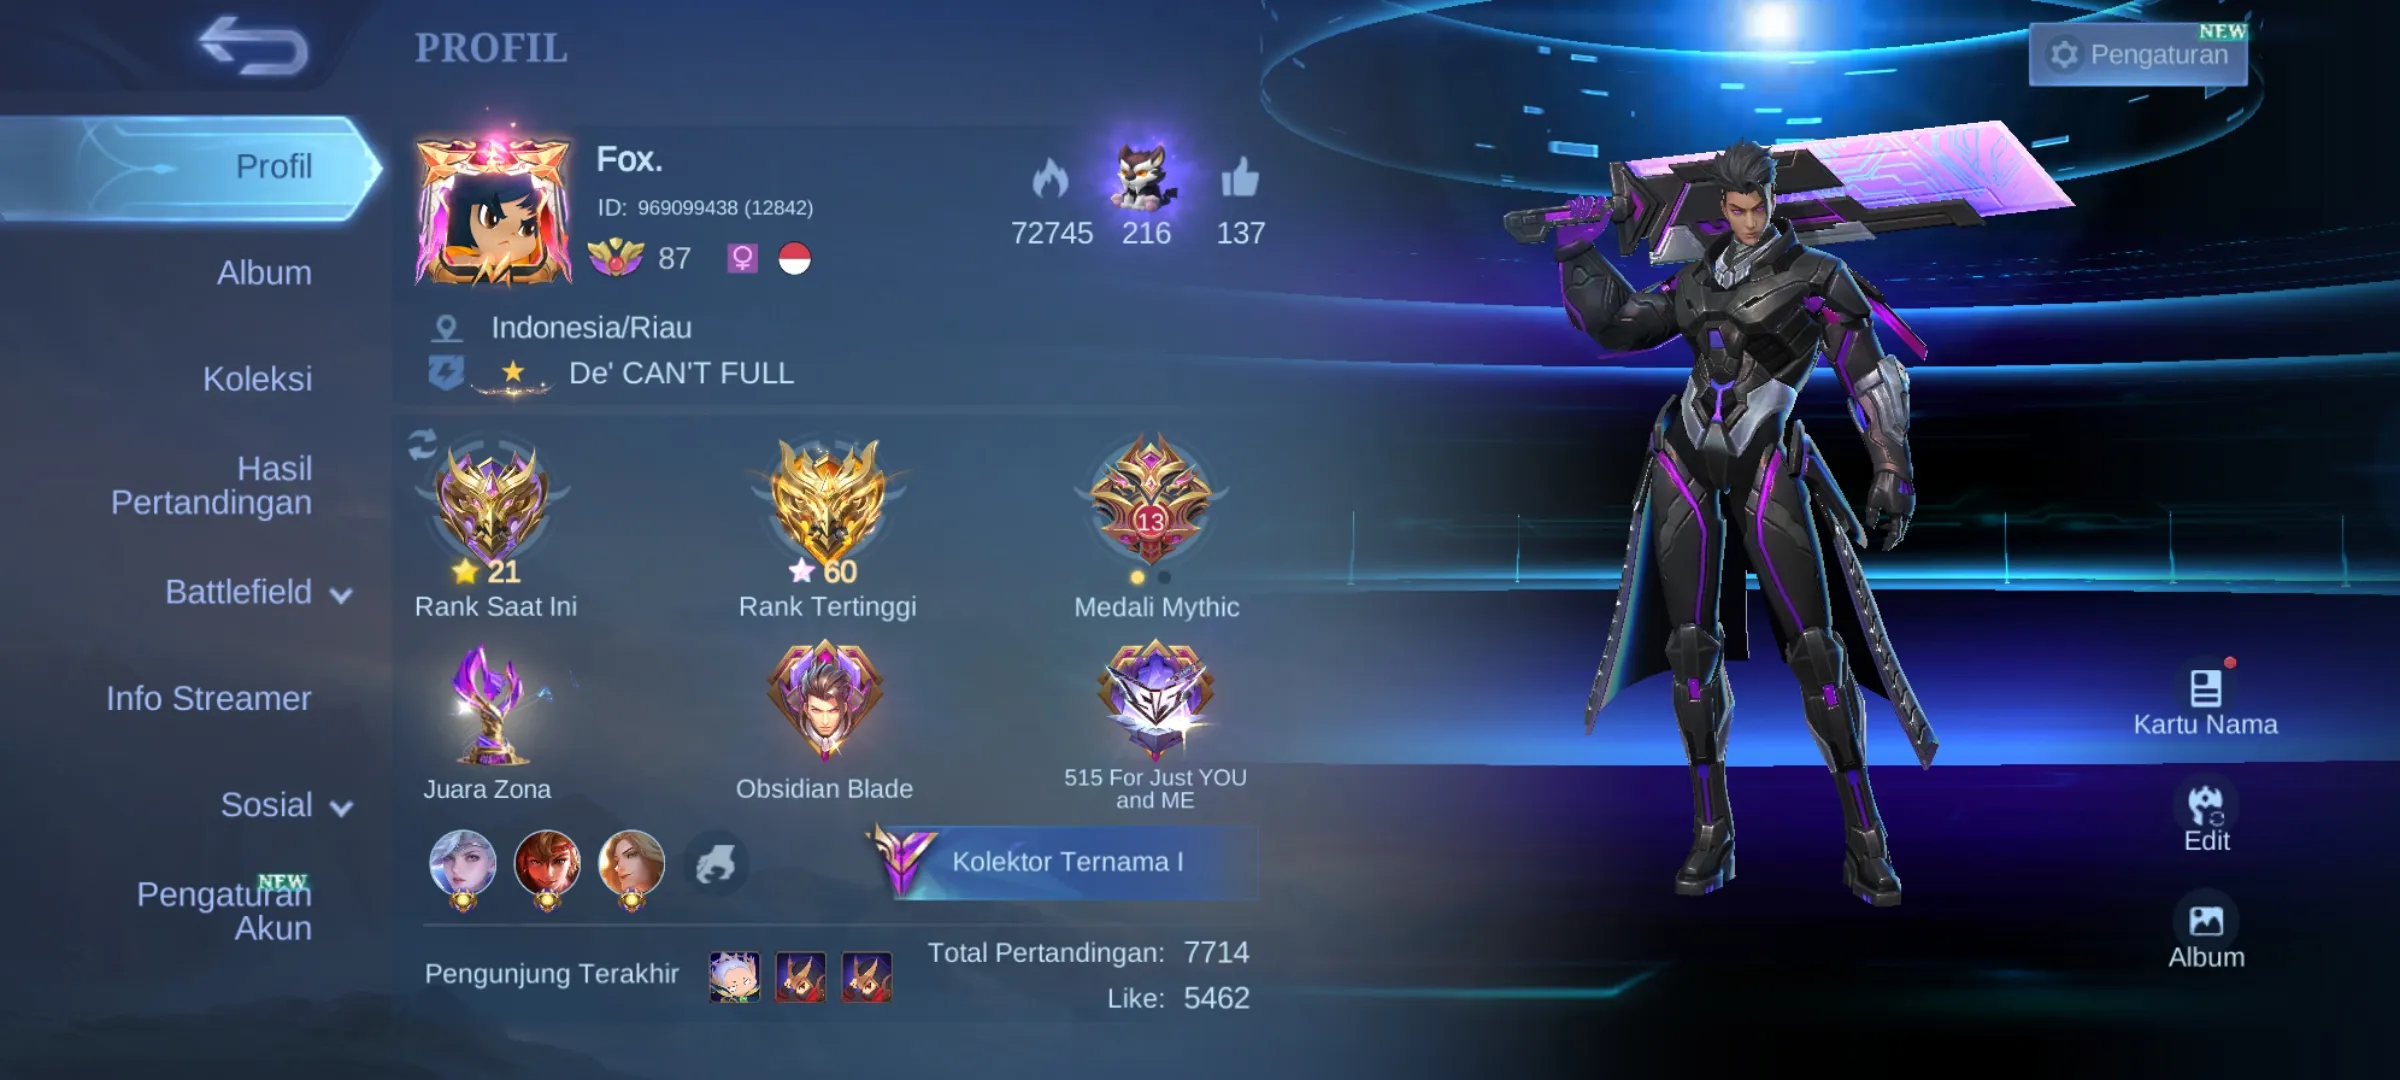 PROFIL
NEW
Pengaturan
Profil
Album
Koleksi
Hasil
Pertandingan
Battlefield
Info Streamer
Sosial
NEW
Pengaturan
Akun
Fox.
ID: 969099438 (12842)
87
72745
216
137
Indonesia/Riau
De' CAN'T FULL
21
Rank Saat Ini
60
Rank Tertinggi
13
Medali Mythic
Juara Zona
Obsidian Blade
515
515 For Just YOU
and ME
Kolektor Ternama I
Pengunjung Terakhir
Total Pertandingan: 7714
Like: 5462
Kartu Nama
Edit
Album